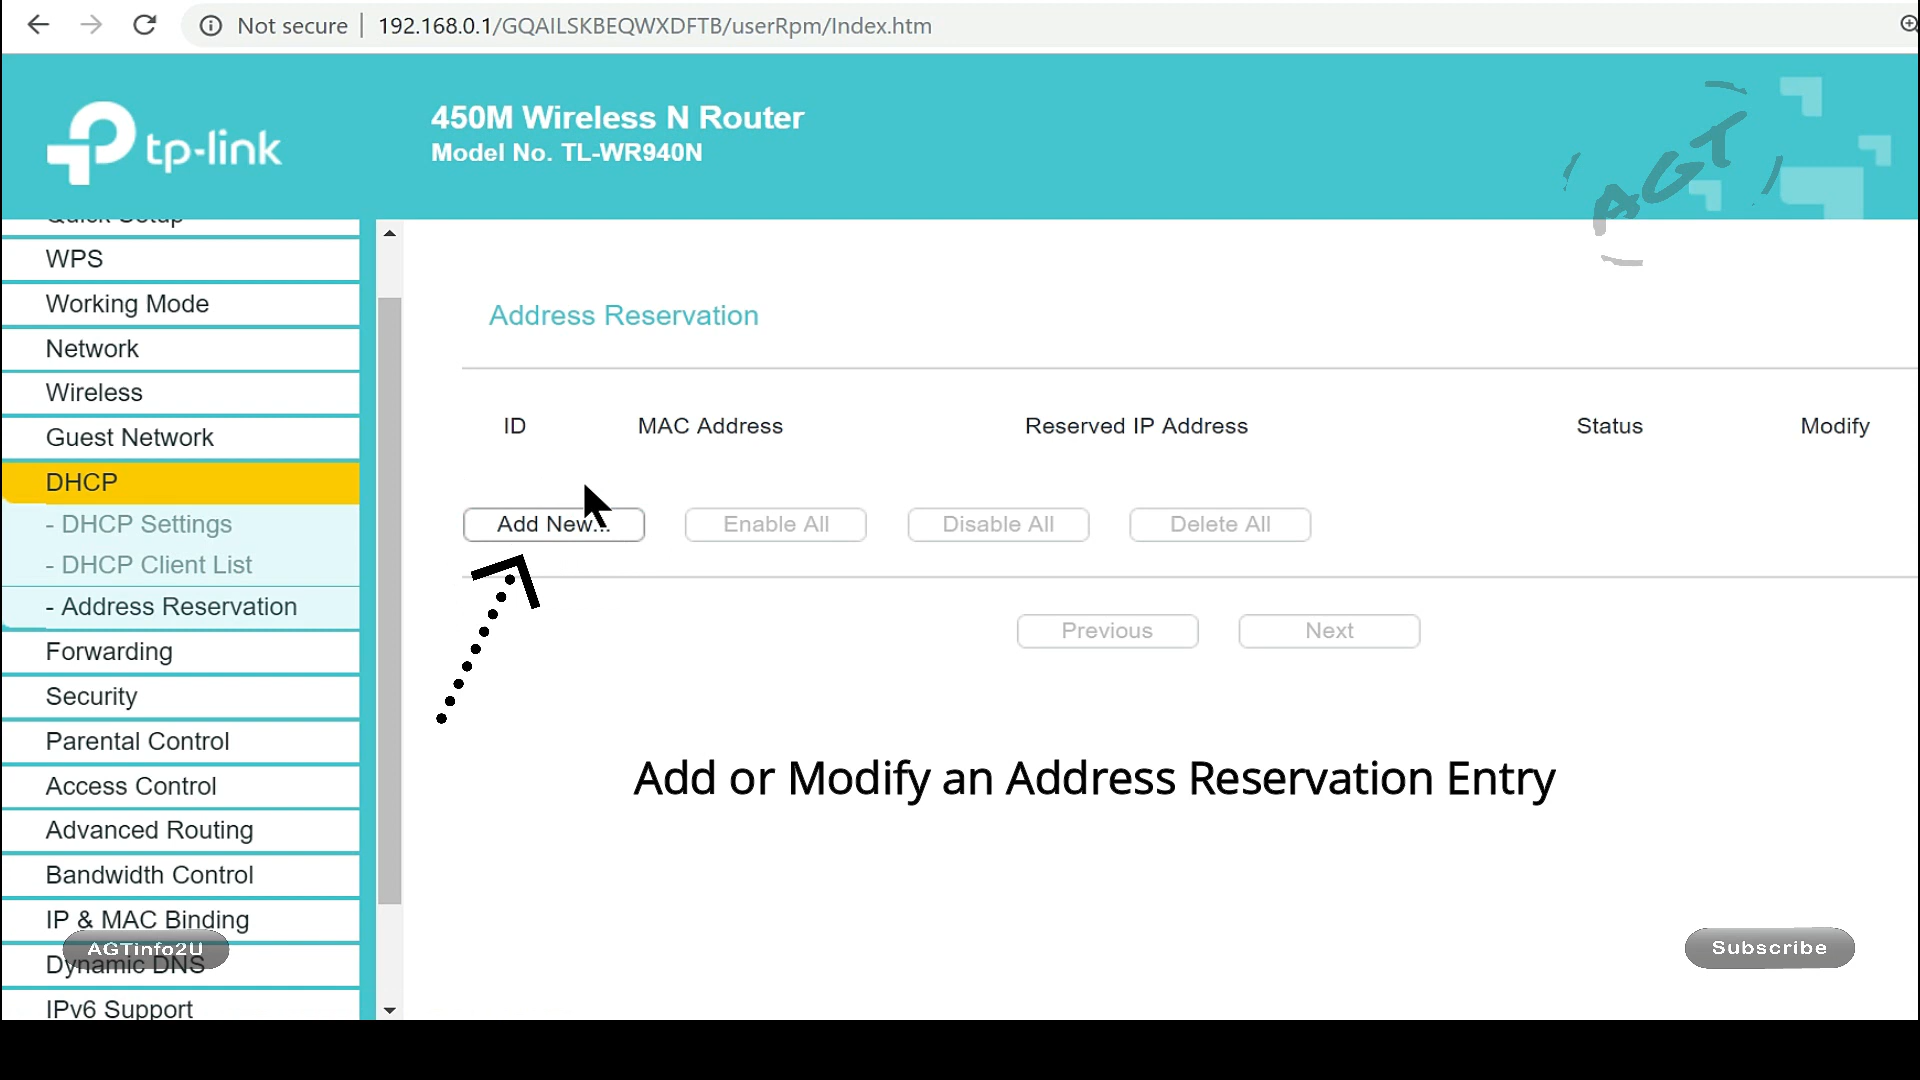 Not secure | 192.168.0.1/GQAILSKBEQWXDFTB/userRpm/Index.htm
tp-link
450M Wireless N Router
Model No. TL-WR940N
AGT
Quick Setup
WPS
Working Mode
Network
Wireless
Guest Network
DHCP
- DHCP Settings
- DHCP Client List
- Address Reservation
Forwarding
Security
Parental Control
Access Control
Advanced Routing
Bandwidth Control
IP & MAC Binding
AGTinfo2U
Dynamic DNS
IPv6 Support
Address Reservation
ID MAC Address Reserved IP Address Status Modify
Add New... Enable All Disable All Delete All
Previous Next
Add or Modify an Address Reservation Entry
Subscribe